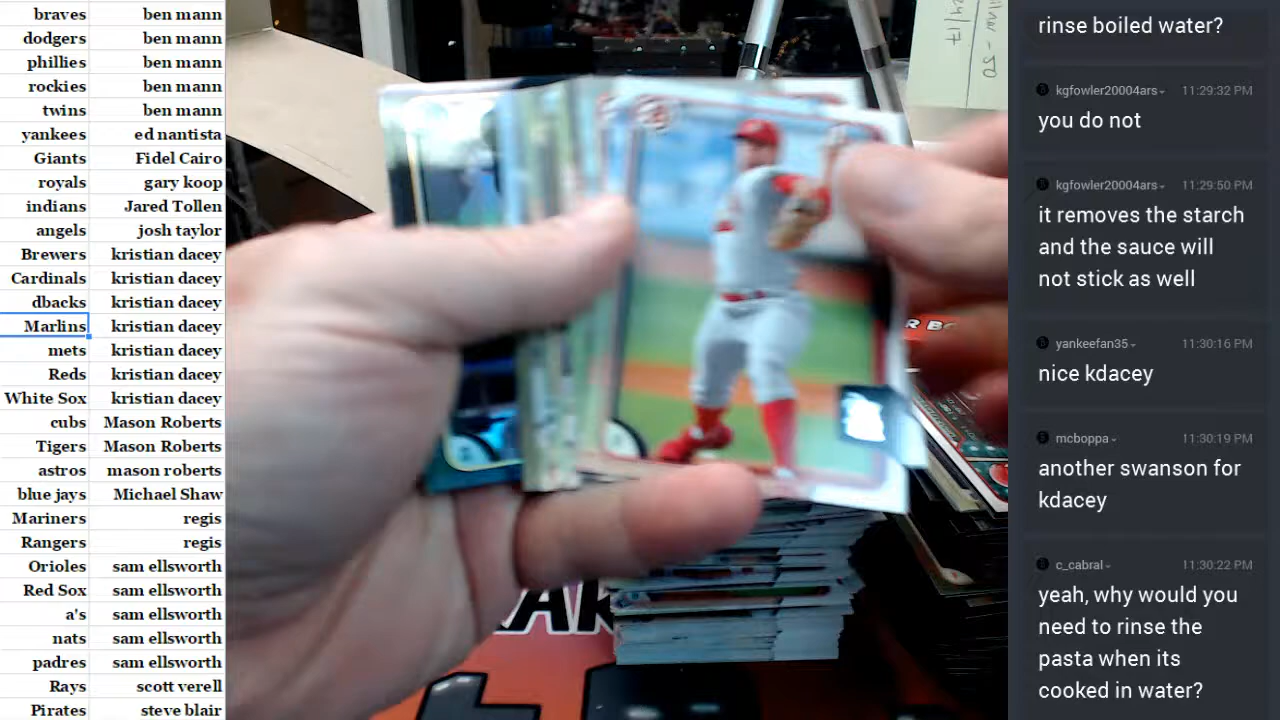 braves ben mann
dodgers ben mann
phillies ben mann
rockies ben mann
twins ben mann
yankees ed nantista
Giants Fidel Cairo
royals gary koop
indians Jared Tollen
angels josh taylor
Brewers kristian dacey
Cardinals kristian dacey
dbacks kristian dacey
Marlins kristian dacey
mets kristian dacey
Reds kristian dacey
White Sox kristian dacey
cubs Mason Roberts
Tigers Mason Roberts
astros mason roberts
blue jays Michael Shaw
Mariners regis
Rangers regis
Orioles sam ellsworth
Red Sox sam ellsworth
a's sam ellsworth
nats sam ellsworth
padres sam ellsworth
Rays scott verell
Pirates steve blair
rinse boiled water?
kgfowler20004ars 11:29:32 PM
you do not
kgfowler20004ars 11:29:50 PM
it removes the starch
and the sauce will
not stick as well
yankeefan35 11:30:16 PM
nice kdacey
mcboppa 11:30:19 PM
another swanson for
kdacey
c_cabral 11:30:22 PM
yeah, why would you
need to rinse the
pasta when its
cooked in water?